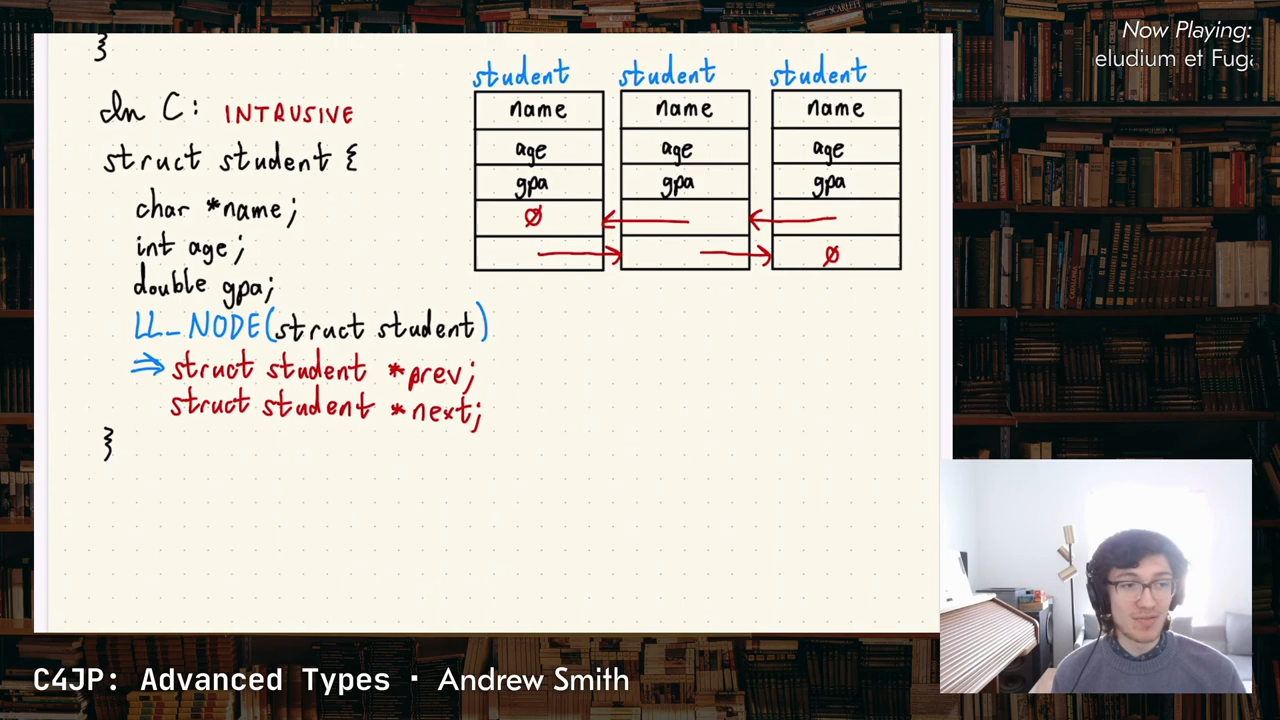 }
In C: INTRUSIVE
struct student {
char *name;
int age;
double gpa;
LL_NODE(struct student)
⇒ struct student *prev;
struct student *next;
}
student student student
name name name
age age age
gpa gpa gpa
∅
∅
Now Playing:
eludium et Fuga
C4JP: Advanced Types · Andrew Smith